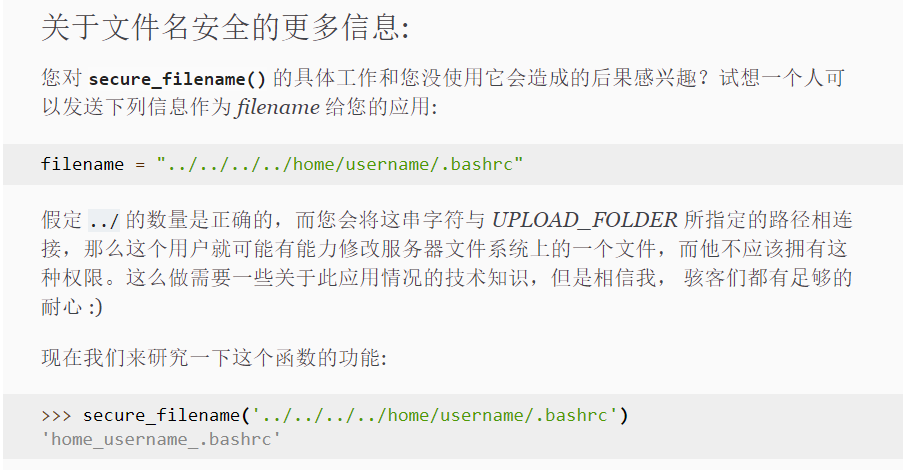 关于文件名安全的更多信息:
您对 secure_filename() 的具体工作和您没使用它会造成的后果感兴趣？试想一个人可
以发送下列信息作为 filename 给您的应用:
filename = "../../../../home/username/.bashrc"
假定 ../ 的数量是正确的，而您会将这串字符与 UPLOAD_FOLDER 所指定的路径相连
接，那么这个用户就可能有能力修改服务器文件系统上的一个文件，而他不应该拥有这
种权限。这么做需要一些关于此应用情况的技术知识，但是相信我， 骇客们都有足够的
耐心 :)
现在我们来研究一下这个函数的功能:
>>> secure_filename('../../../../home/username/.bashrc')
'home_username_.bashrc'